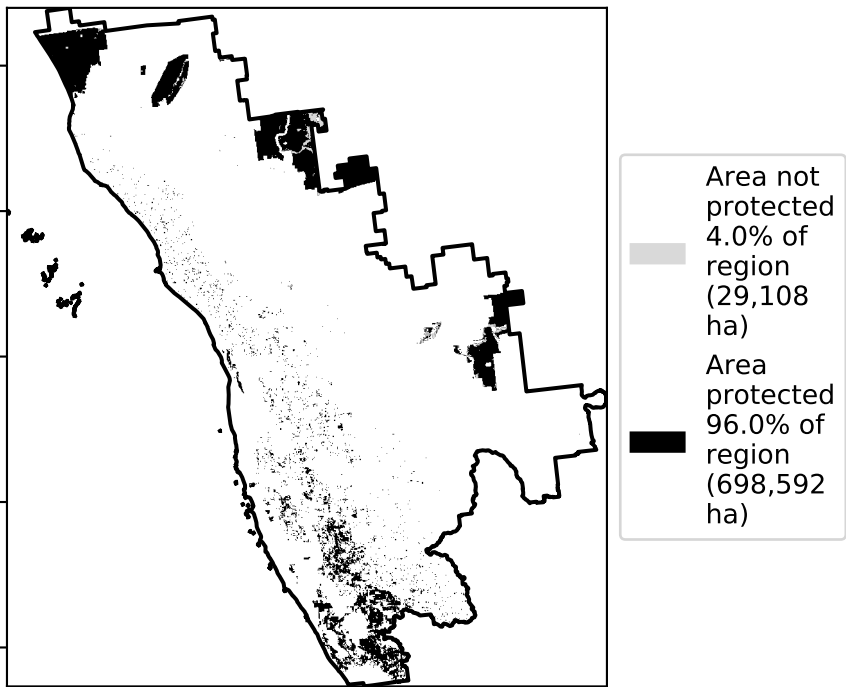 Area not
protected
4.0% of
region
(29,108
ha)
Area
protected
96.0% of
region
(698,592
ha)